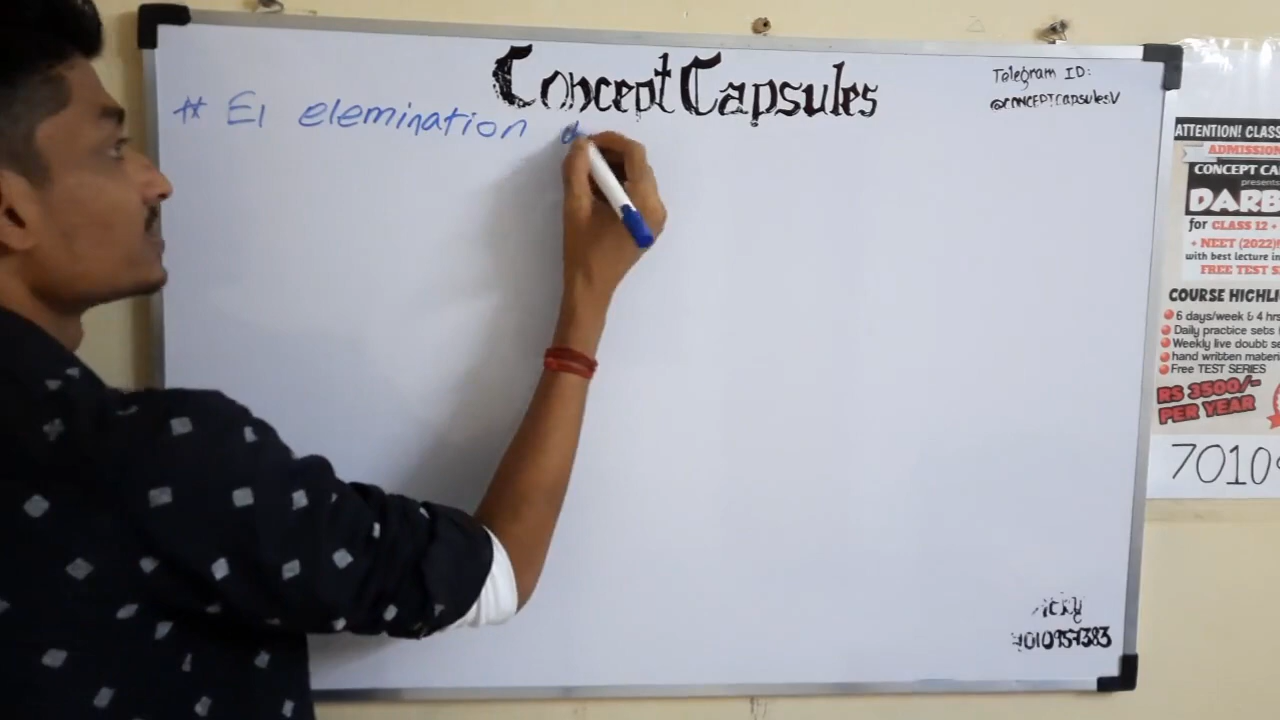 Concept Capsules
Telegram ID:
@CONCEPTCapsulesV
# E1 elemination
ATTENTION! CLASS
ADMISSION
CONCEPT CA
presents
DARB
for CLASS 12 +
+ NEET (2022)
with best lecture in
FREE TEST S
COURSE HIGHLI
6 days/week & 4 hrs
Daily practice sets
Weekly live doubt se
hand written materi
Free TEST SERIES
RS 3500/-
PER YEAR
7010
7010957383